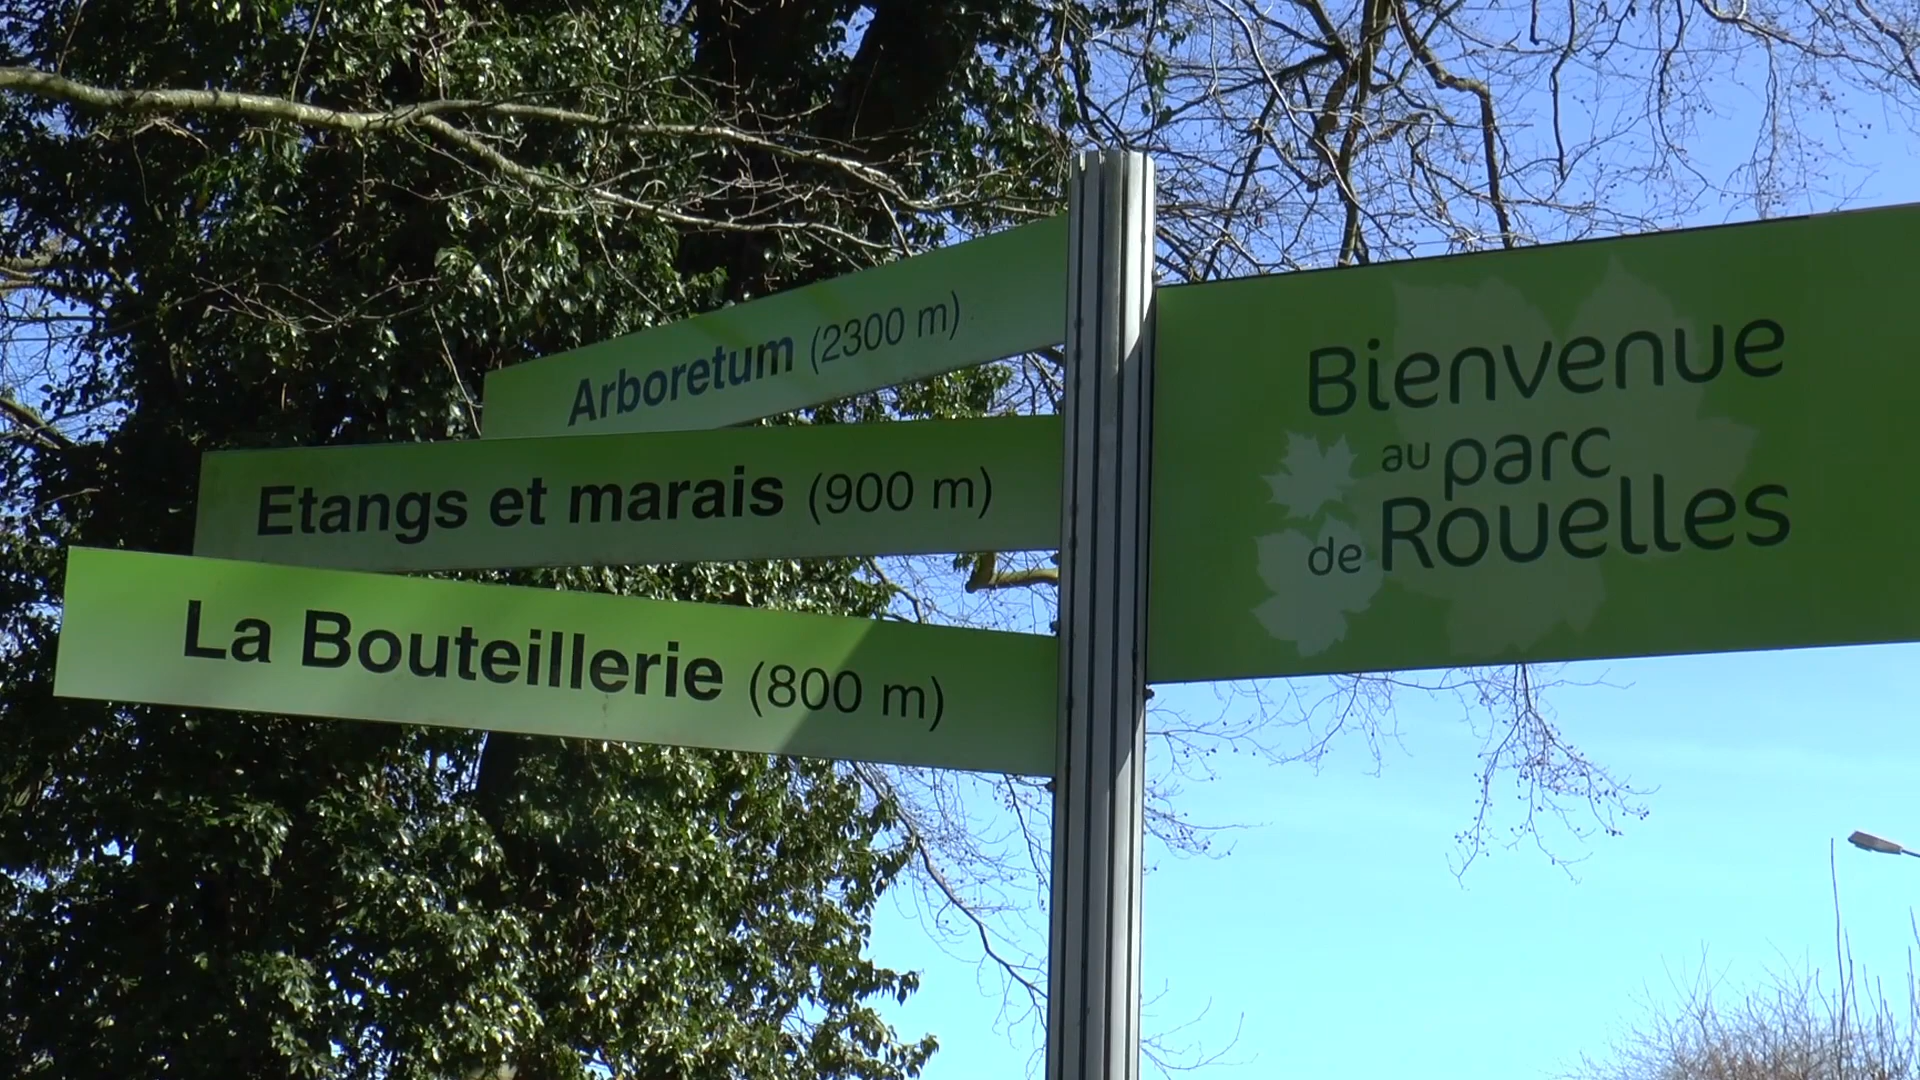 Arboretum (2300 m)
Etangs et marais (900 m)
La Bouteillerie (800 m)
Bienvenue
au parc
de Rouelles